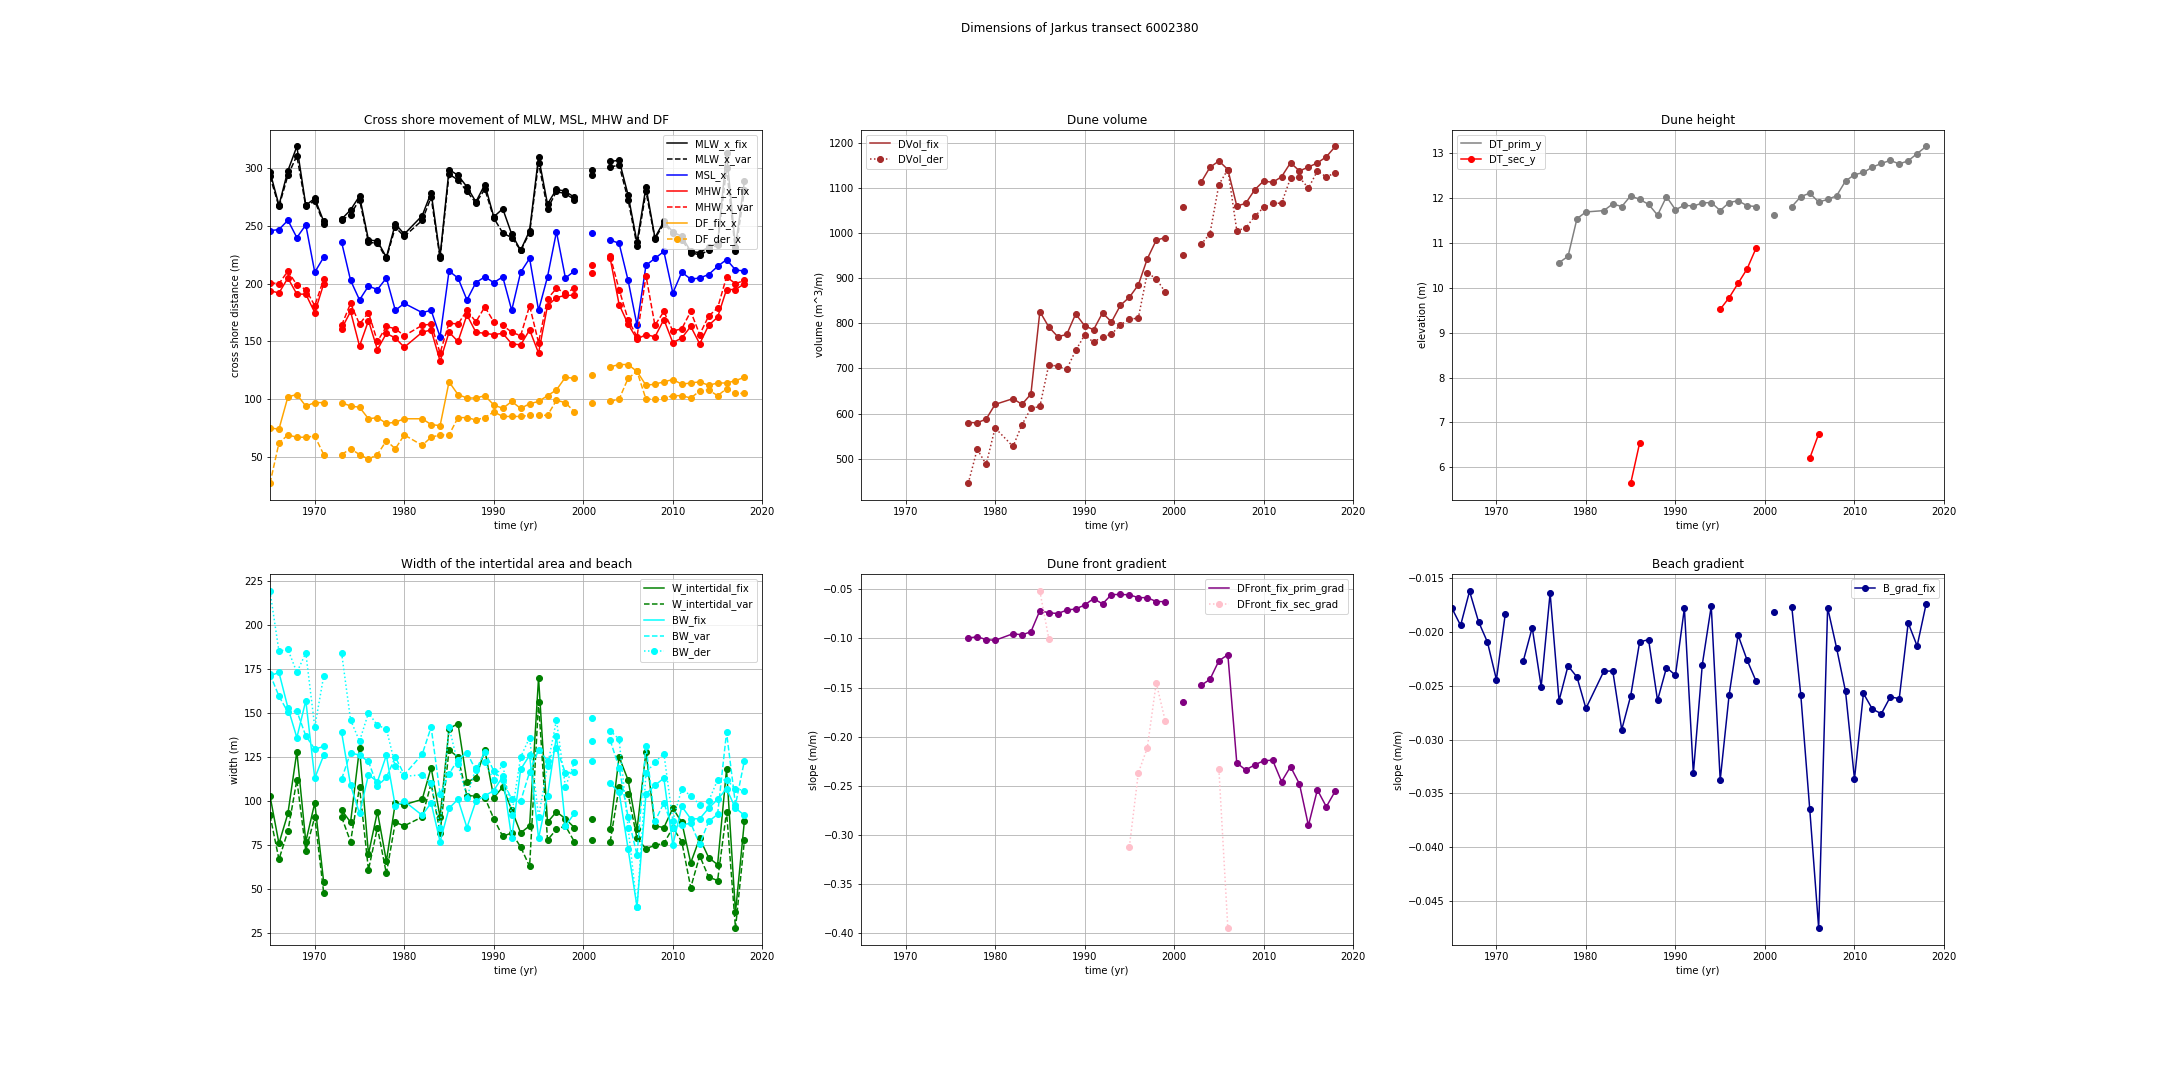 Dimensions of Jarkus transect 6002380
Cross shore movement of MLW, MSL, MHW and DF
cross shore distance (m)
300
250
200
150
100
50
MLW_x_fix
MLW_x_var
MSL_x
MHW_x_fix
MHW_x_var
DF_fix_x
DF_der_x
1970 1980 1990 2000 2010 2020
time (yr)
Dune volume
volume (m^3/m)
1200
1100
1000
900
800
700
600
500
DVol_fix
DVol_der
1970 1980 1990 2000 2010 2020
time (yr)
Dune height
elevation (m)
13
12
11
10
9
8
7
6
DT_prim_y
DT_sec_y
1970 1980 1990 2000 2010 2020
time (yr)
Width of the intertidal area and beach
width (m)
225
200
175
150
125
100
75
50
25
W_intertidal_fix
W_intertidal_var
BW_fix
BW_var
BW_der
1970 1980 1990 2000 2010 2020
time (yr)
Dune front gradient
slope (m/m)
−0.05
−0.10
−0.15
−0.20
−0.25
−0.30
−0.35
−0.40
DFront_fix_prim_grad
DFront_fix_sec_grad
1970 1980 1990 2000 2010 2020
time (yr)
Beach gradient
slope (m/m)
−0.015
−0.020
−0.025
−0.030
−0.035
−0.040
−0.045
B_grad_fix
1970 1980 1990 2000 2010 2020
time (yr)